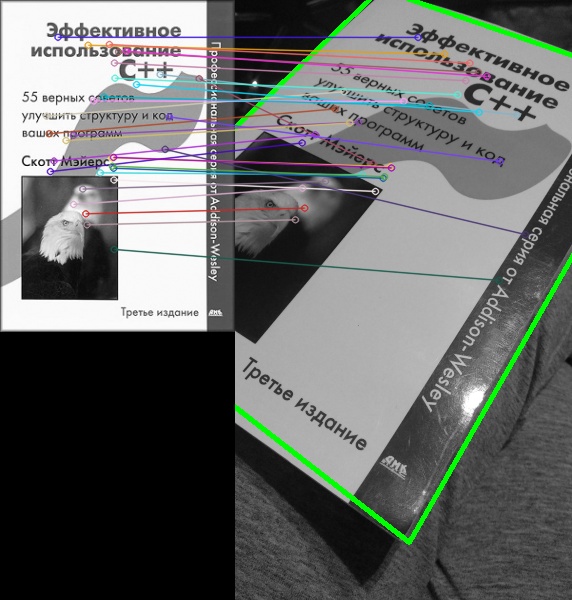 Эффективное
использование
C++
55 верных советов
улучшить структуру и код
ваших программ
Скотт Мэйерс
Третье издание
ДМК
Профессиональная серия от Addison-Wesley
Эффективное
использование
C++
55 верных советов
улучшить структуру и код
ваших программ
Скотт Мэйерс
Третье издание
ДМК
нальная серия от Addison-Wesley